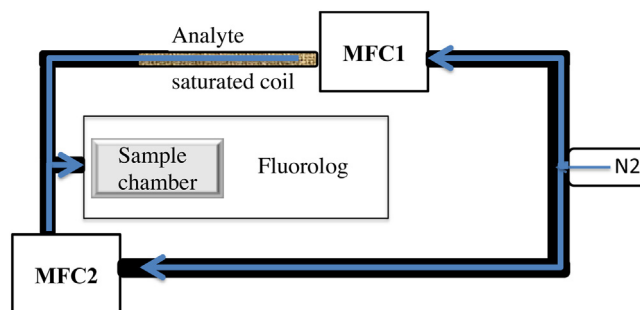 Analyte
saturated coil
MFC1
N2
Sample
chamber
Fluorolog
MFC2